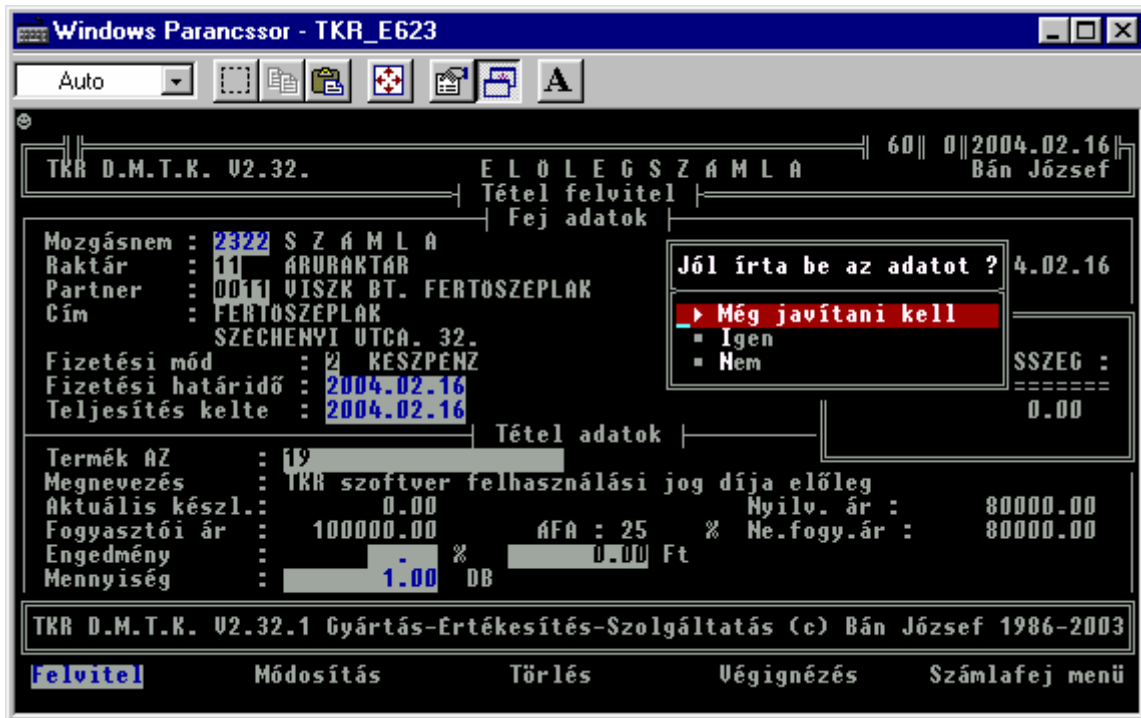 Windows Parancssor - TKR_E623
Auto
A
60 0 2004.02.16
TKR D.M.T.K. V2.32. E L Ő L E G S Z Á M L A Bán József
Tétel felvitel
Fej adatok
Mozgásnem : 2322 S Z Á M L A
Raktár : 11 ÁRURAKTÁR
Partner : 0011 VISZK BT. FERTŐSZÉPLAK
Cím : FERTŐSZÉPLAK
SZÉCHENYI UTCA. 32.
Fizetési mód : 2 KÉSZPÉNZ
Fizetési határidő : 2004.02.16
Teljesítés kelte : 2004.02.16
Jól írta be az adatot ? 4.02.16
Még javítani kell
Igen
Nem
SSZEG :
=======
0.00
Tétel adatok
Termék AZ : 19
Megnevezés : TKR szoftver felhasználási jog díja előleg
Aktuális készl.: 0.00 Nyilv. ár : 80000.00
Fogyasztói ár : 100000.00 ÁFA : 25 % Ne.fogy.ár : 80000.00
Engedmény : . % 0.00 Ft
Mennyiség : 1.00 DB
TKR D.M.T.K. V2.32.1 Gyártás-Értékesítés-Szolgáltatás (c) Bán József 1986-2003
Felvitel Módosítás Törlés Végignézés Számlafej menü